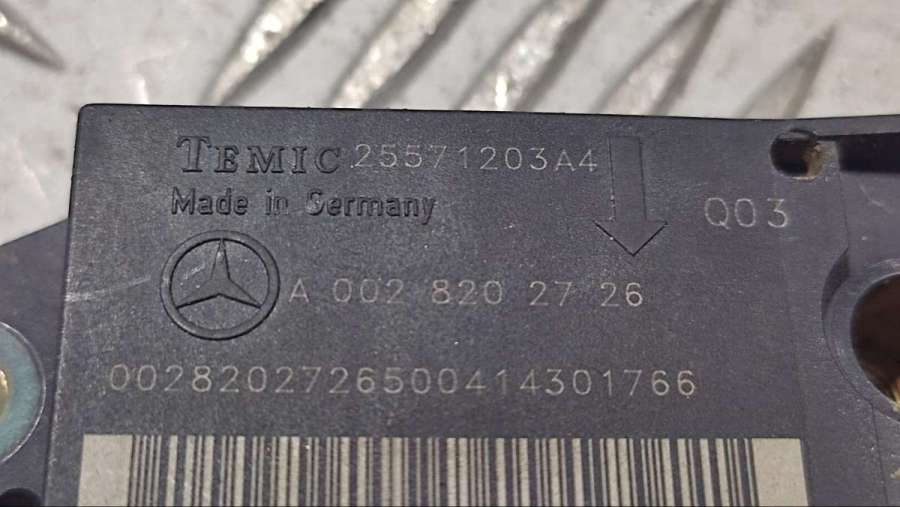 TEMIC 25571203A4
Made in Germany
Q03
A 002 820 27 26
0028202726500414301766